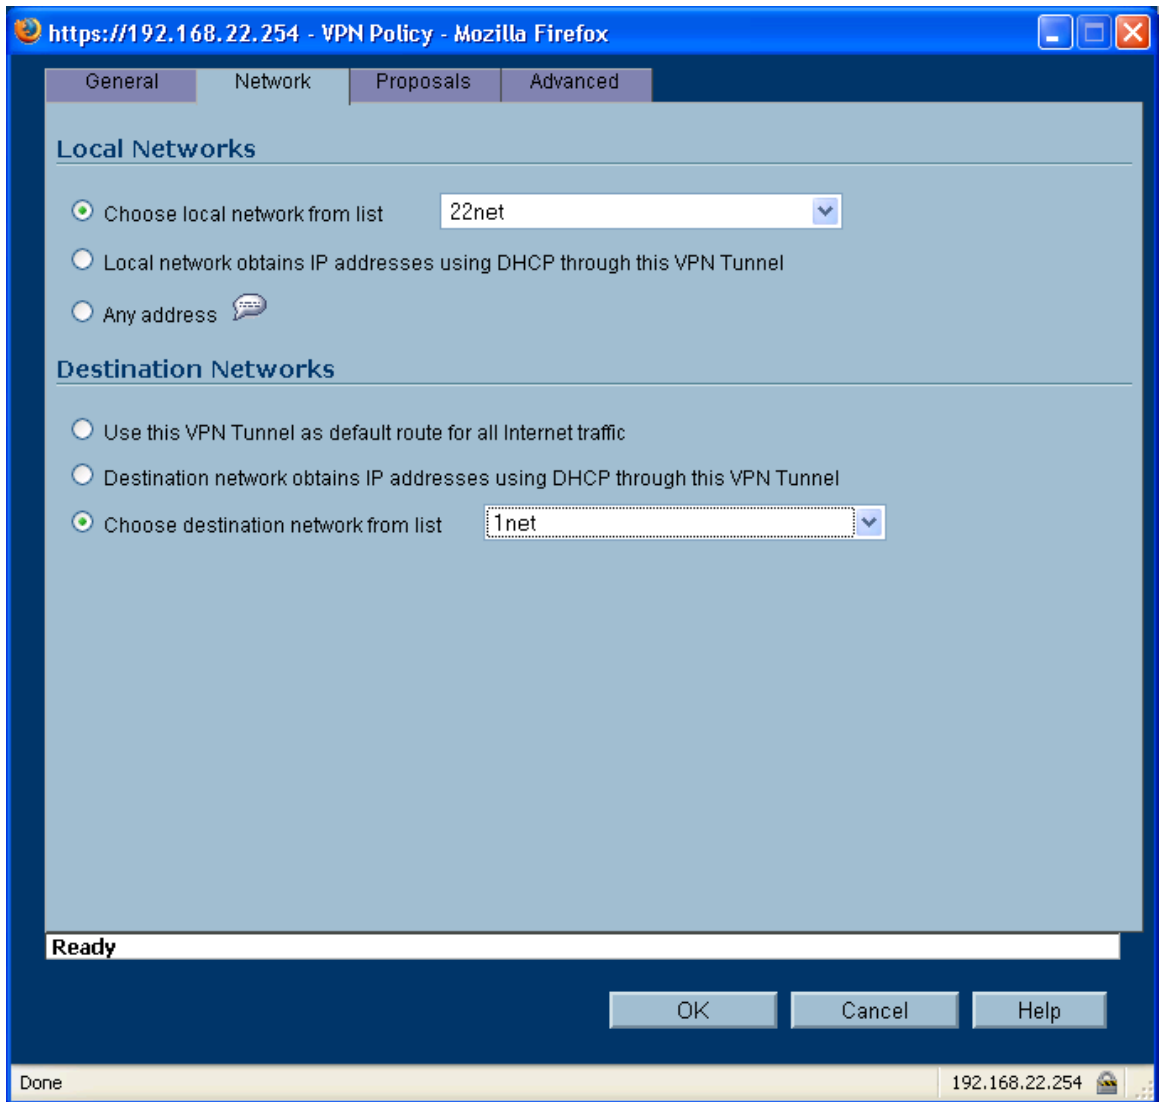 https://192.168.22.254 - VPN Policy - Mozilla Firefox
General Network Proposals Advanced
Local Networks
Choose local network from list 22net
Local network obtains IP addresses using DHCP through this VPN Tunnel
Any address
Destination Networks
Use this VPN Tunnel as default route for all Internet traffic
Destination network obtains IP addresses using DHCP through this VPN Tunnel
Choose destination network from list 1net
Ready
OK Cancel Help
Done 192.168.22.254